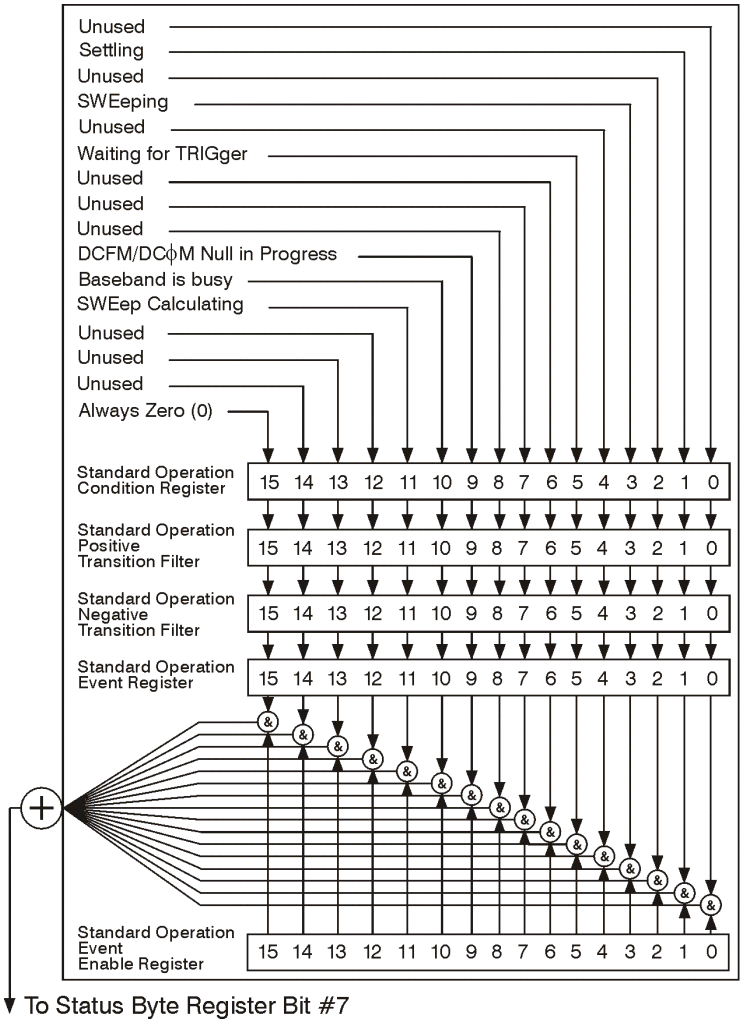 Unused
Settling
Unused
SWEeping
Unused
Waiting for TRIGger
Unused
Unused
Unused
DCFM/DCϕM Null in Progress
Baseband is busy
SWEep Calculating
Unused
Unused
Unused
Always Zero (0)
Standard Operation
Condition Register
15 14 13 12 11 10 9 8 7 6 5 4 3 2 1 0
Standard Operation
Positive
Transition Filter
15 14 13 12 11 10 9 8 7 6 5 4 3 2 1 0
Standard Operation
Negative
Transition Filter
15 14 13 12 11 10 9 8 7 6 5 4 3 2 1 0
Standard Operation
Event Register
15 14 13 12 11 10 9 8 7 6 5 4 3 2 1 0
& & & & & & & & & & & & & & & &
+
Standard Operation
Event
Enable Register
15 14 13 12 11 10 9 8 7 6 5 4 3 2 1 0
To Status Byte Register Bit #7